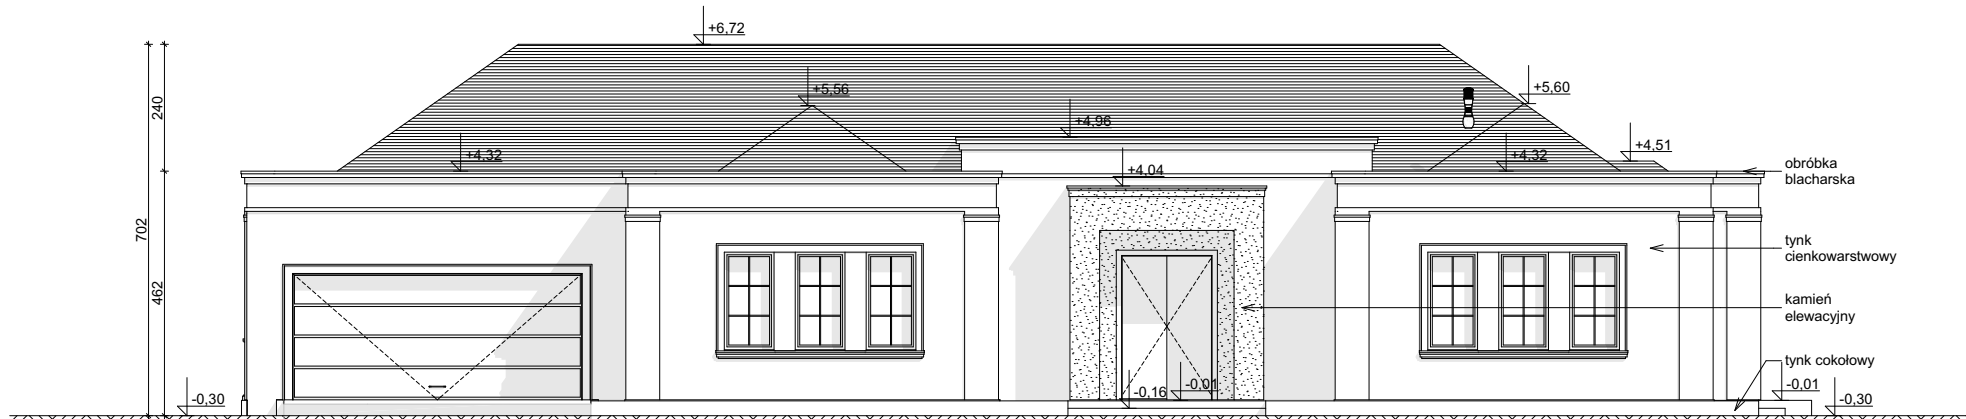 +6,72
+5,56
+5,60
+4,96
+4,32
+4,32
+4,51
+4,04
240
702
462
obróbka
blacharska
tynk
cienkowarstwowy
kamień
elewacyjny
tynk cokołowy
-0,30
-0,16
-0,01
-0,01
-0,30